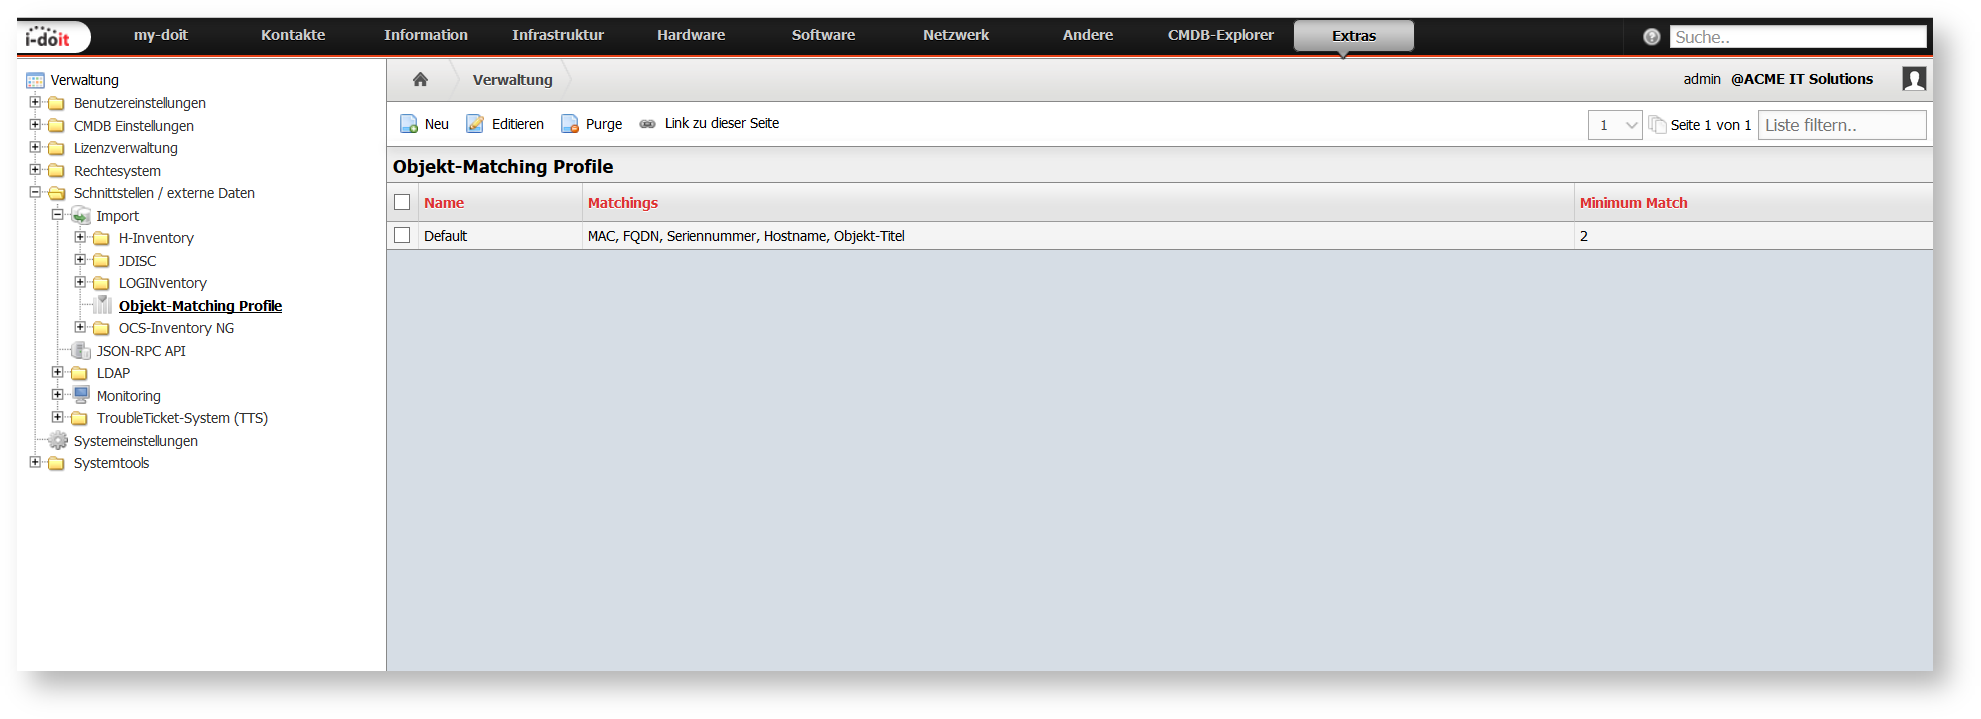 i-doit my-doit Kontakte Information Infrastruktur Hardware Software Netzwerk Andere CMDB-Explorer Extras ? Suche..
Verwaltung
Benutzereinstellungen
CMDB Einstellungen
Lizenzverwaltung
Rechtesystem
Schnittstellen / externe Daten
Import
H-Inventory
JDISC
LOGINventory
Objekt-Matching Profile
OCS-Inventory NG
JSON-RPC API
LDAP
Monitoring
TroubleTicket-System (TTS)
Systemeinstellungen
Systemtools
Verwaltung admin @ACME IT Solutions
Neu Editieren Purge Link zu dieser Seite 1 Seite 1 von 1 Liste filtern..
Objekt-Matching Profile
Name Matchings Minimum Match
Default MAC, FQDN, Seriennummer, Hostname, Objekt-Titel 2